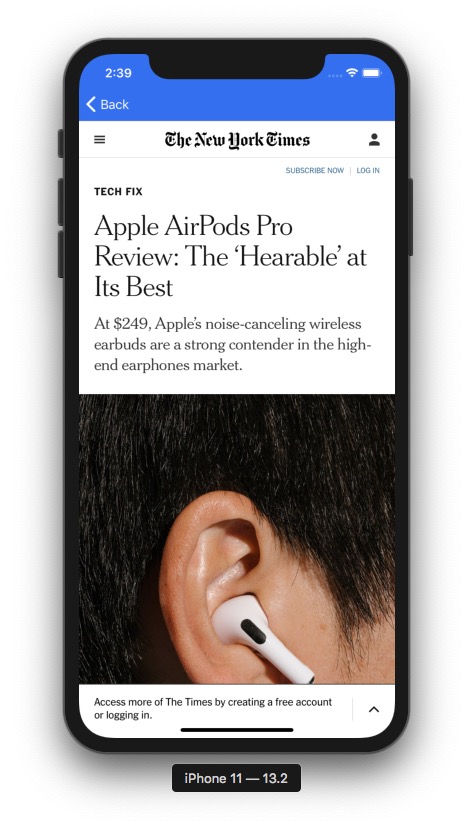 2:39
Back
The New York Times
SUBSCRIBE NOW | LOG IN
TECH FIX
Apple AirPods Pro
Review: The ‘Hearable’ at
Its Best
At $249, Apple’s noise-canceling wireless
earbuds are a strong contender in the high-
end earphones market.
Access more of The Times by creating a free account
or logging in.
iPhone 11 — 13.2